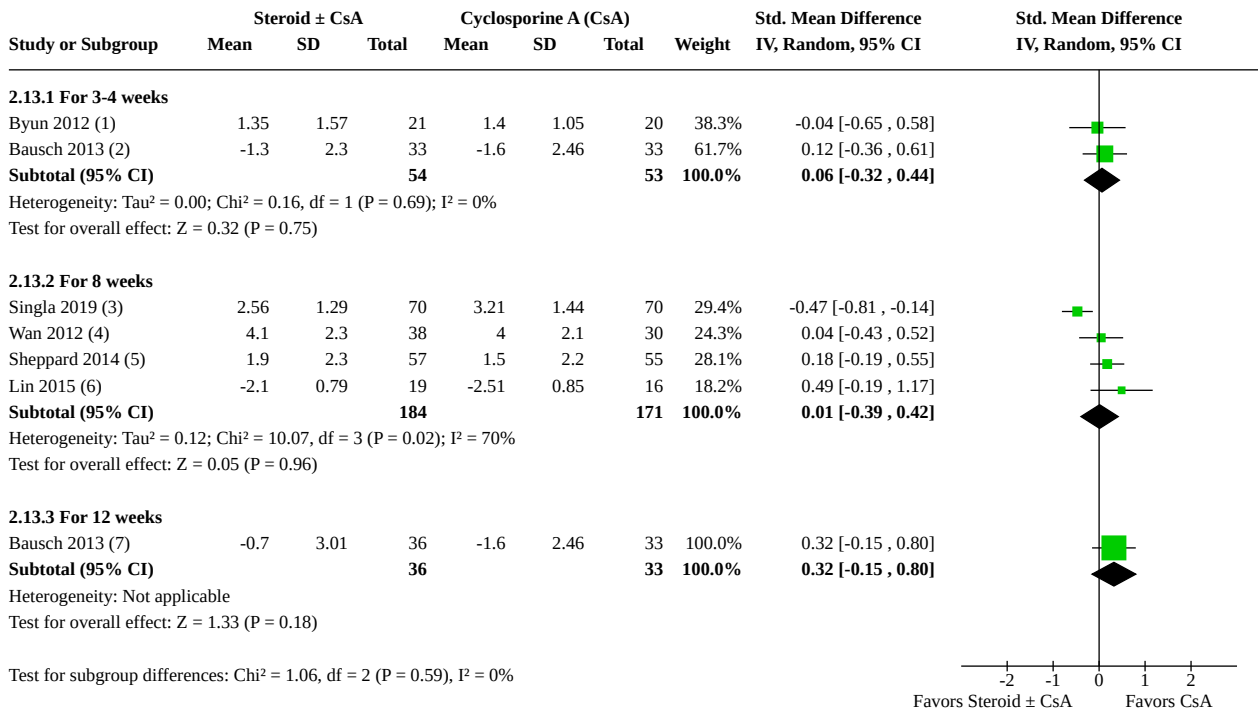 Steroid ± CsA Cyclosporine A (CsA) Std. Mean Difference Std. Mean Difference
Study or Subgroup Mean SD Total Mean SD Total Weight IV, Random, 95% CI IV, Random, 95% CI
2.13.1 For 3-4 weeks
Byun 2012 (1) 1.35 1.57 21 1.4 1.05 20 38.3% -0.04 [-0.65 , 0.58]
Bausch 2013 (2) -1.3 2.3 33 -1.6 2.46 33 61.7% 0.12 [-0.36 , 0.61]
Subtotal (95% CI) 54 53 100.0% 0.06 [-0.32 , 0.44]
Heterogeneity: Tau² = 0.00; Chi² = 0.16, df = 1 (P = 0.69); I² = 0%
Test for overall effect: Z = 0.32 (P = 0.75)
2.13.2 For 8 weeks
Singla 2019 (3) 2.56 1.29 70 3.21 1.44 70 29.4% -0.47 [-0.81 , -0.14]
Wan 2012 (4) 4.1 2.3 38 4 2.1 30 24.3% 0.04 [-0.43 , 0.52]
Sheppard 2014 (5) 1.9 2.3 57 1.5 2.2 55 28.1% 0.18 [-0.19 , 0.55]
Lin 2015 (6) -2.1 0.79 19 -2.51 0.85 16 18.2% 0.49 [-0.19 , 1.17]
Subtotal (95% CI) 184 171 100.0% 0.01 [-0.39 , 0.42]
Heterogeneity: Tau² = 0.12; Chi² = 10.07, df = 3 (P = 0.02); I² = 70%
Test for overall effect: Z = 0.05 (P = 0.96)
2.13.3 For 12 weeks
Bausch 2013 (7) -0.7 3.01 36 -1.6 2.46 33 100.0% 0.32 [-0.15 , 0.80]
Subtotal (95% CI) 36 33 100.0% 0.32 [-0.15 , 0.80]
Heterogeneity: Not applicable
Test for overall effect: Z = 1.33 (P = 0.18)
Test for subgroup differences: Chi² = 1.06, df = 2 (P = 0.59), I² = 0%
-2 -1 0 1 2
Favors Steroid ± CsA Favors CsA